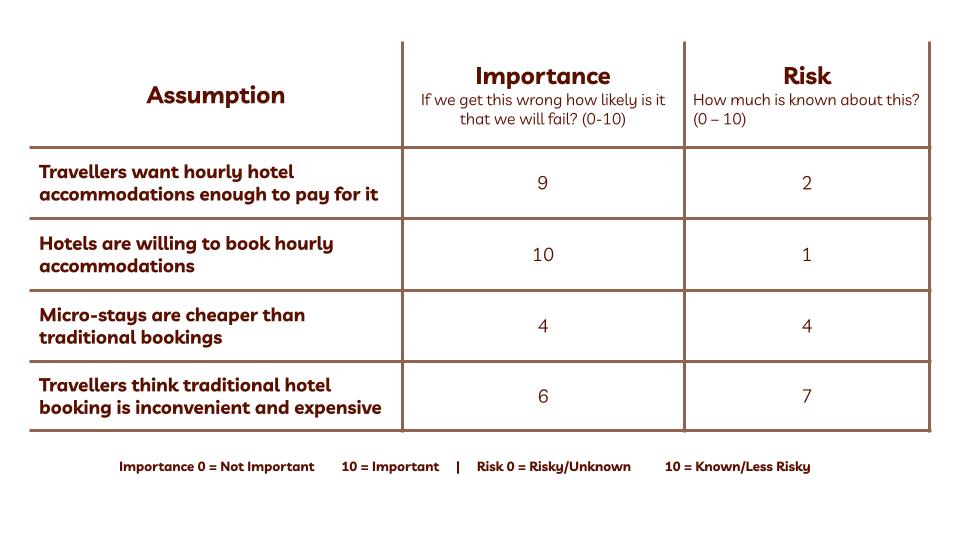 Assumption
Importance
If we get this wrong how likely is it
that we will fail? (0-10)
Risk
How much is known about this?
(0 – 10)
Travellers want hourly hotel
accommodations enough to pay for it
9
2
Hotels are willing to book hourly
accommodations
10
1
Micro-stays are cheaper than
traditional bookings
4
4
Travellers think traditional hotel
booking is inconvenient and expensive
6
7
Importance 0 = Not Important 10 = Important | Risk 0 = Risky/Unknown 10 = Known/Less Risky